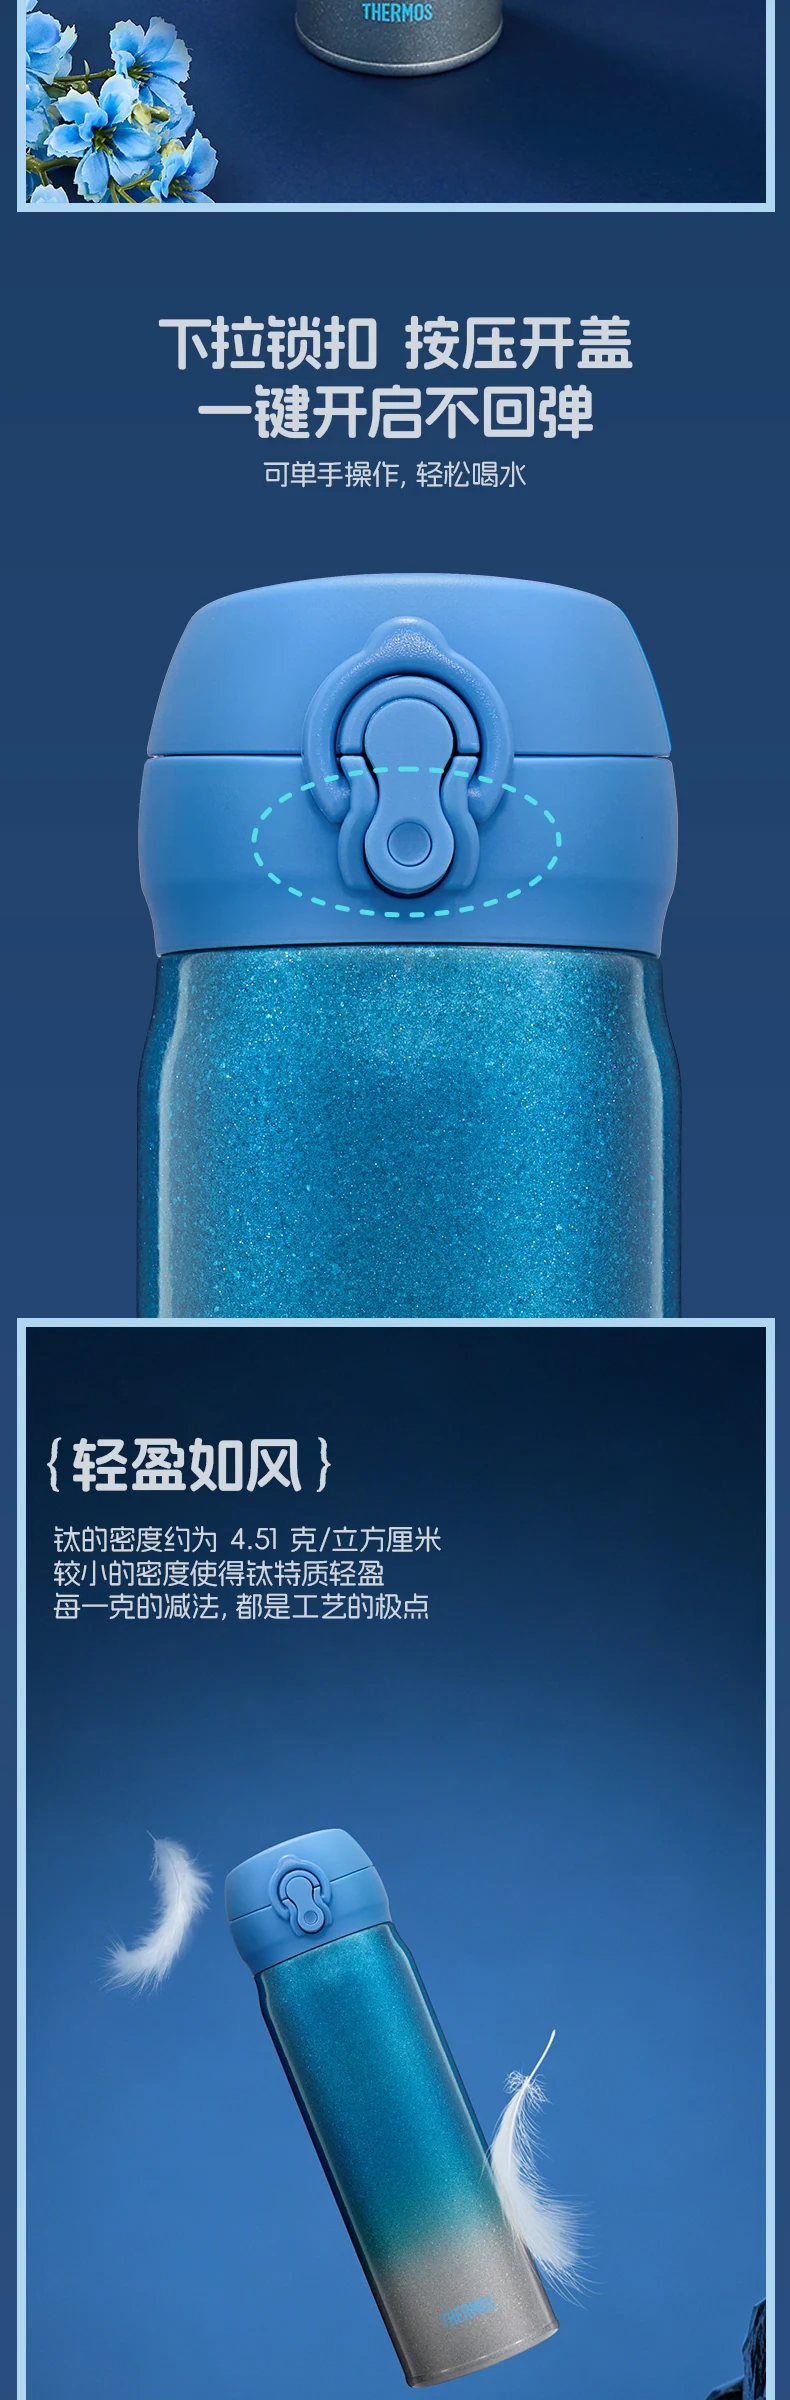 THERMOS
下拉锁扣 按压开盖
一键开启不回弹
可单手操作, 轻松喝水
{轻盈如风}
钛的密度约为 4.51 克/立方厘米
较小的密度使得钛特质轻盈
每一克的减法, 都是工艺的极点
THERMOS